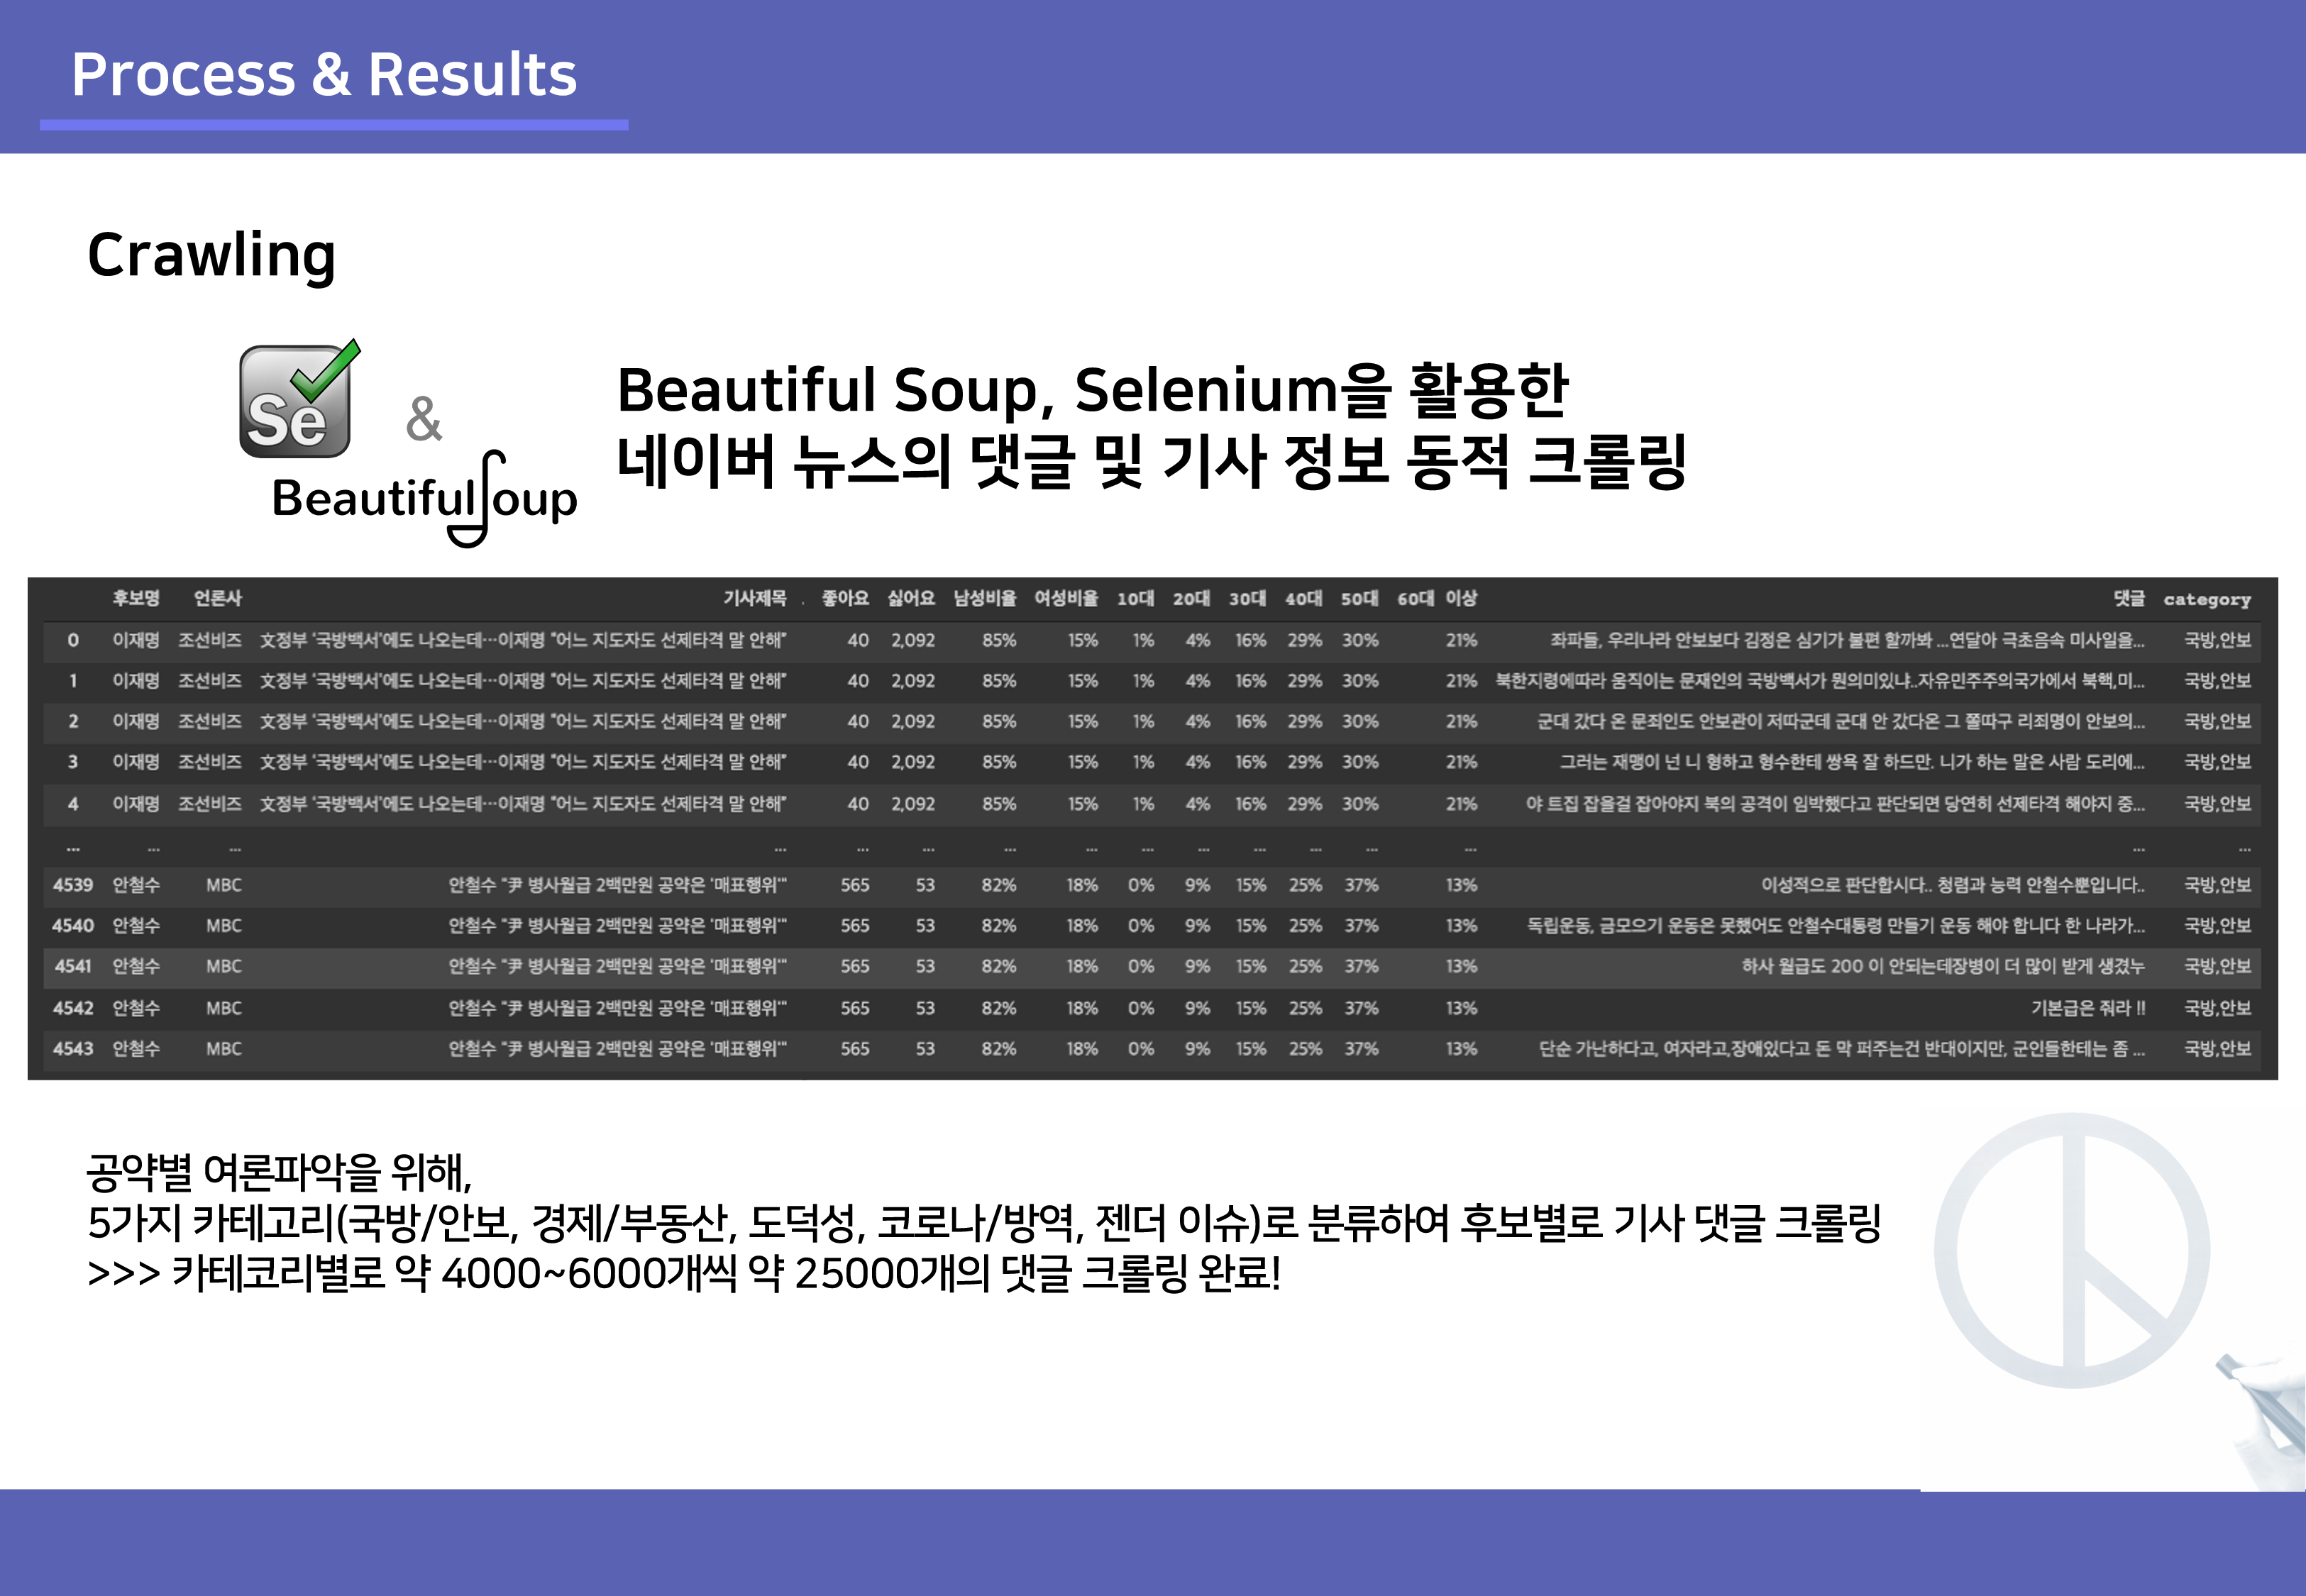 Process & Results
Crawling
Se
&
BeautifulSoup
Beautiful Soup, Selenium을 활용한
네이버 뉴스의 댓글 및 기사 정보 동적 크롤링
후보명 언론사 기사제목 . 좋아요 싫어요 남성비율 여성비율 10대 20대 30대 40대 50대 60대 이상 댓글 category
0 이재명 조선비즈 文정부 '국방백서'에도 나오는데…이재명 "어느 지도자도 선제타격 말 안해" 40 2,092 85% 15% 1% 4% 16% 29% 30% 21% 좌파들, 우리나라 안보보다 김정은 심기가 불편 할까봐 ...연달아 극초음속 미사일을... 국방,안보
1 이재명 조선비즈 文정부 '국방백서'에도 나오는데…이재명 "어느 지도자도 선제타격 말 안해" 40 2,092 85% 15% 1% 4% 16% 29% 30% 21% 북한지령에따라 움직이는 문재인의 국방백서가 뭔의미있냐..자유민주주의국가에서 북핵,미... 국방,안보
2 이재명 조선비즈 文정부 '국방백서'에도 나오는데…이재명 "어느 지도자도 선제타격 말 안해" 40 2,092 85% 15% 1% 4% 16% 29% 30% 21% 군대 갔다 온 문죄인도 안보관이 저따군데 군대 안 갔다온 그 쫄따구 리죄명이 안보의... 국방,안보
3 이재명 조선비즈 文정부 '국방백서'에도 나오는데…이재명 "어느 지도자도 선제타격 말 안해" 40 2,092 85% 15% 1% 4% 16% 29% 30% 21% 그러는 재맹이 넌 니 형하고 형수한테 쌍욕 잘 하드만. 니가 하는 말은 사람 도리에... 국방,안보
4 이재명 조선비즈 文정부 '국방백서'에도 나오는데…이재명 "어느 지도자도 선제타격 말 안해" 40 2,092 85% 15% 1% 4% 16% 29% 30% 21% 야 트집 잡을걸 잡아야지 북의 공격이 임박했다고 판단되면 당연히 선제타격 해야지 중... 국방,안보
... ... ... ... ... ... ... ... ... ... ... ... ... ... ... ...
4539 안철수 MBC 안철수 "尹 병사월급 2백만원 공약은 '매표행위'" 565 53 82% 18% 0% 9% 15% 25% 37% 13% 이성적으로 판단합시다.. 청렴과 능력 안철수뿐입니다.. 국방,안보
4540 안철수 MBC 안철수 "尹 병사월급 2백만원 공약은 '매표행위'" 565 53 82% 18% 0% 9% 15% 25% 37% 13% 독립운동, 금모으기 운동은 못했어도 안철수대통령 만들기 운동 해야 합니다 한 나라가... 국방,안보
4541 안철수 MBC 안철수 "尹 병사월급 2백만원 공약은 '매표행위'" 565 53 82% 18% 0% 9% 15% 25% 37% 13% 하사 월급도 200 이 안되는데장병이 더 많이 받게 생겼누 국방,안보
4542 안철수 MBC 안철수 "尹 병사월급 2백만원 공약은 '매표행위'" 565 53 82% 18% 0% 9% 15% 25% 37% 13% 기본급은 줘라 !! 국방,안보
4543 안철수 MBC 안철수 "尹 병사월급 2백만원 공약은 '매표행위'" 565 53 82% 18% 0% 9% 15% 25% 37% 13% 단순 가난하다고, 여자라고,장애있다고 돈 막 퍼주는건 반대이지만, 군인들한테는 좀 ... 국방,안보
공약별 여론파악을 위해,
5가지 카테고리(국방/안보, 경제/부동산, 도덕성, 코로나/방역, 젠더 이슈)로 분류하여 후보별로 기사 댓글 크롤링
>>> 카테코리별로 약 4000~6000개씩 약 25000개의 댓글 크롤링 완료!